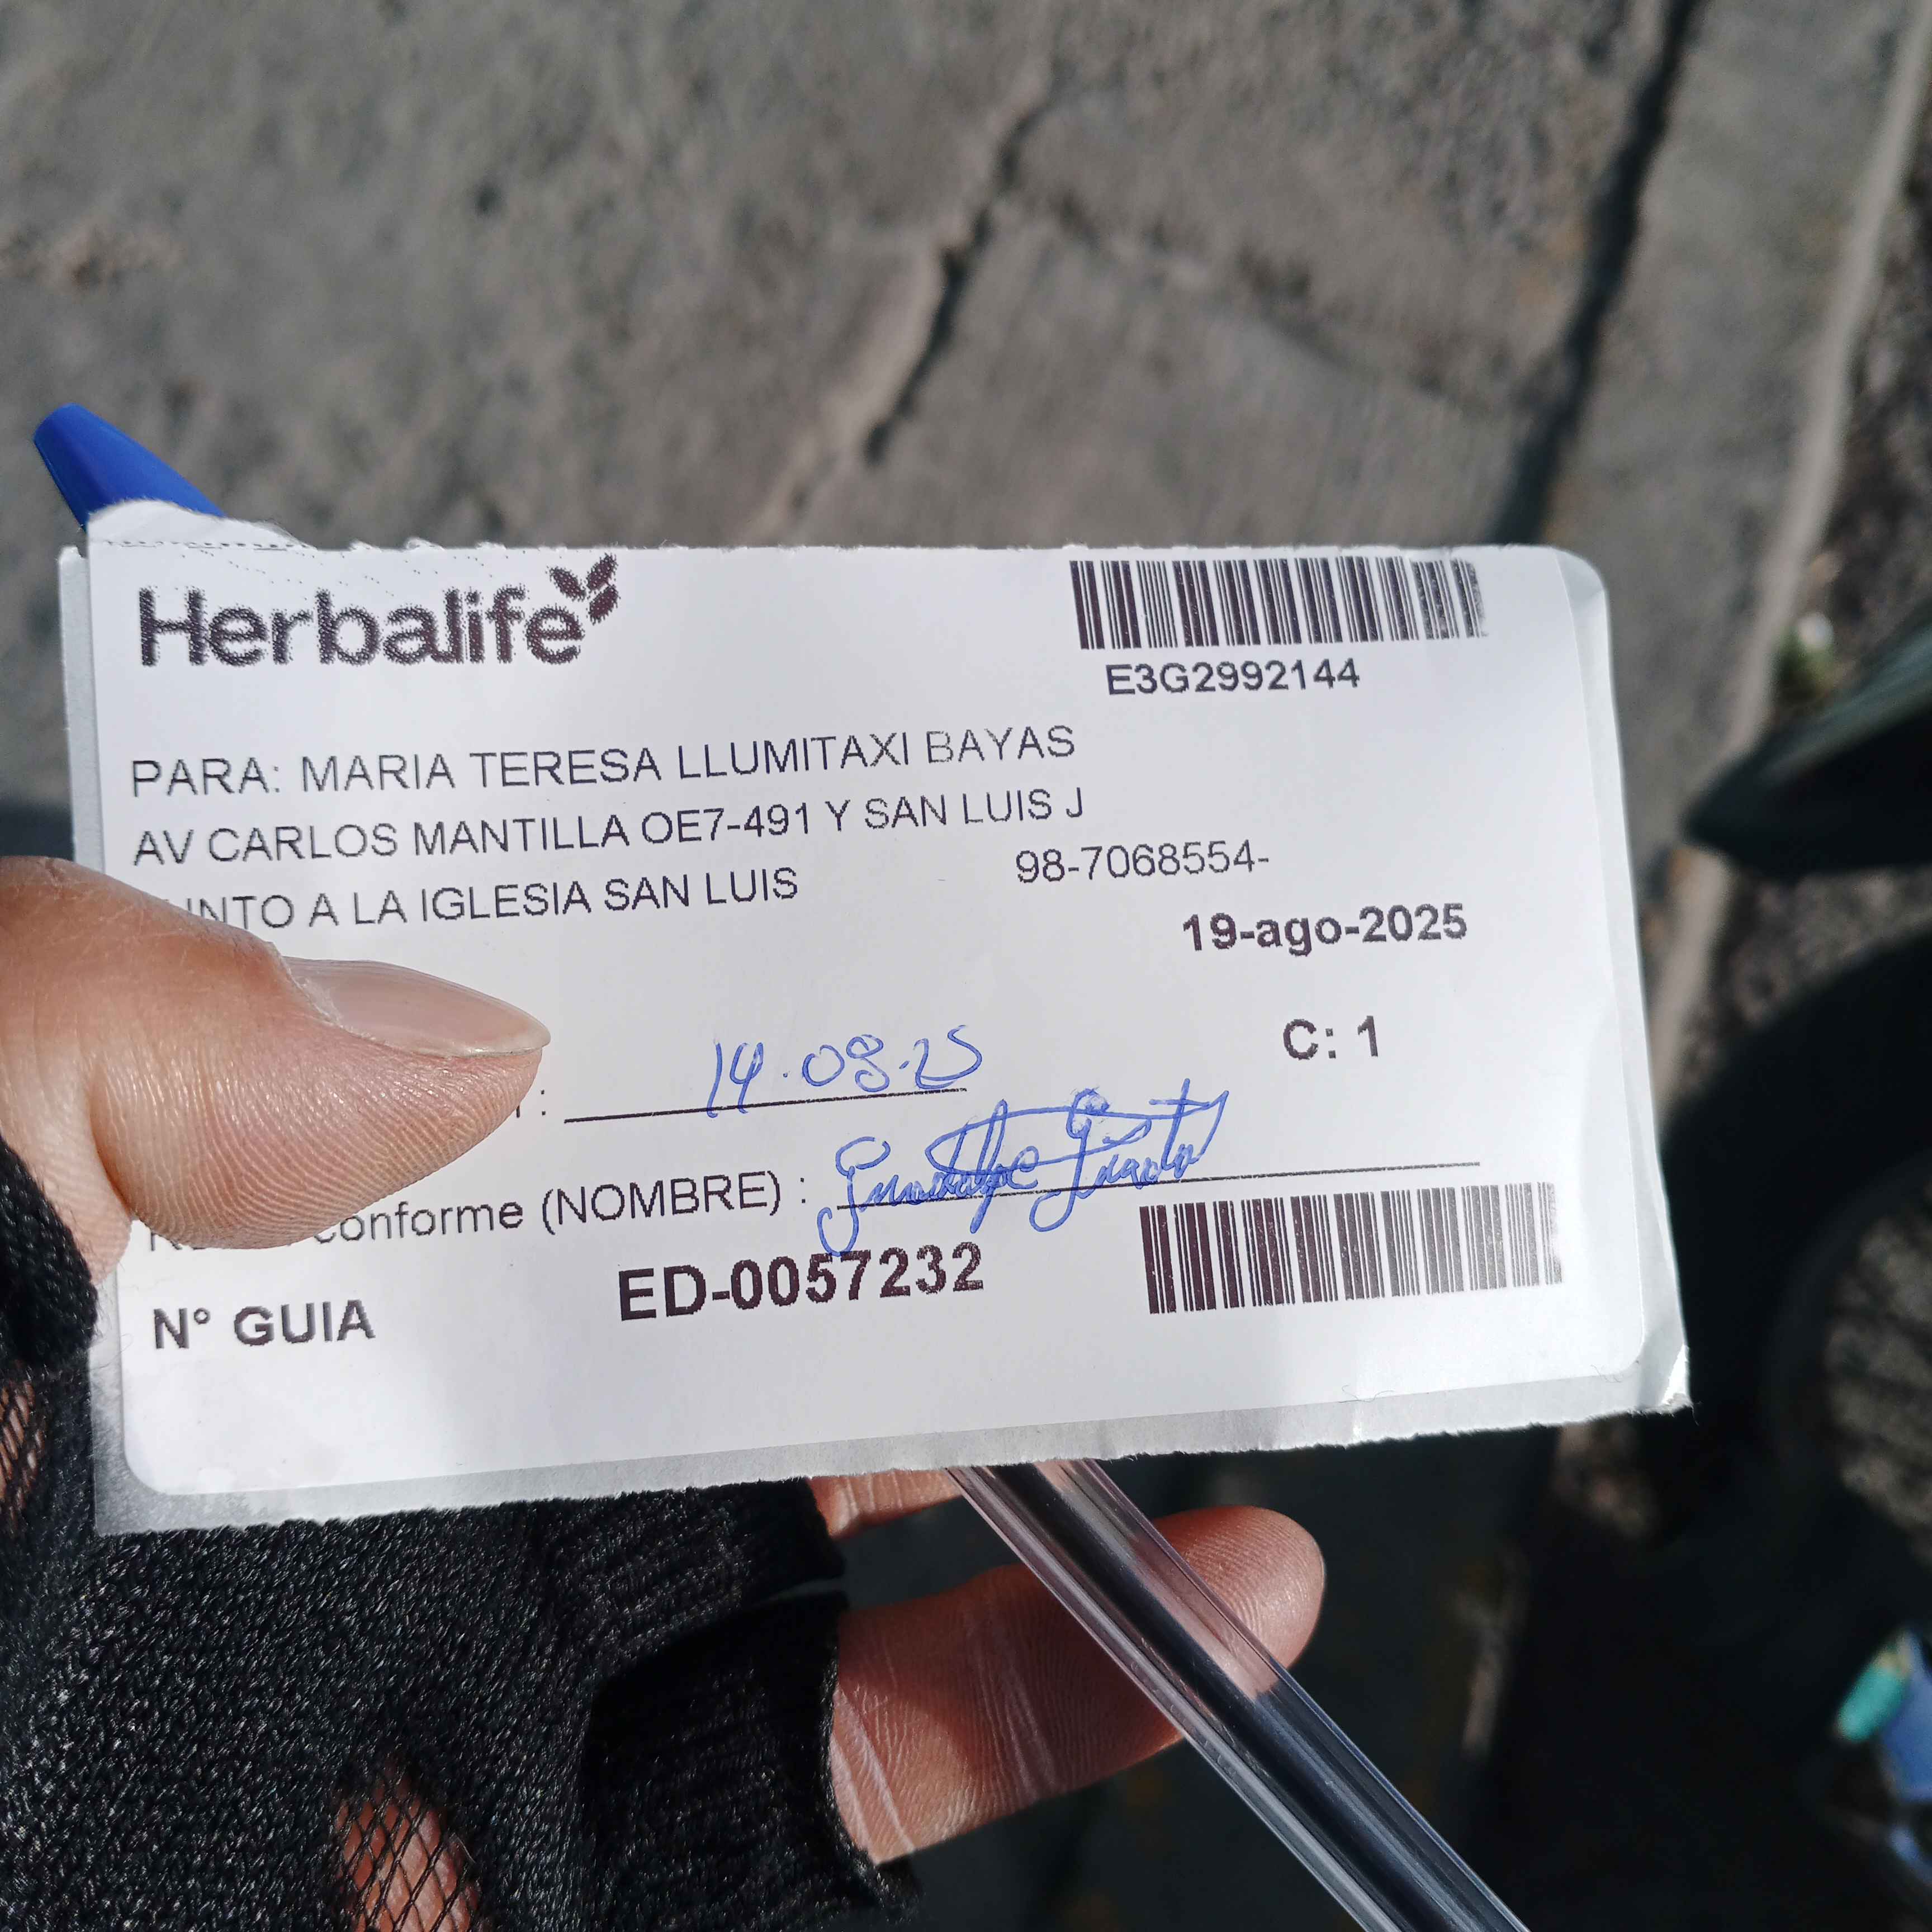 Herbalife
E3G2992144
PARA: MARIA TERESA LLUMITAXI BAYAS
AV CARLOS MANTILLA OE7-491 Y SAN LUIS J
UNTO A LA IGLESIA SAN LUIS
98-7068554-
19-ago-2025
C: 1
: 14.08.25
conforme (NOMBRE) :
N° GUIA ED-0057232